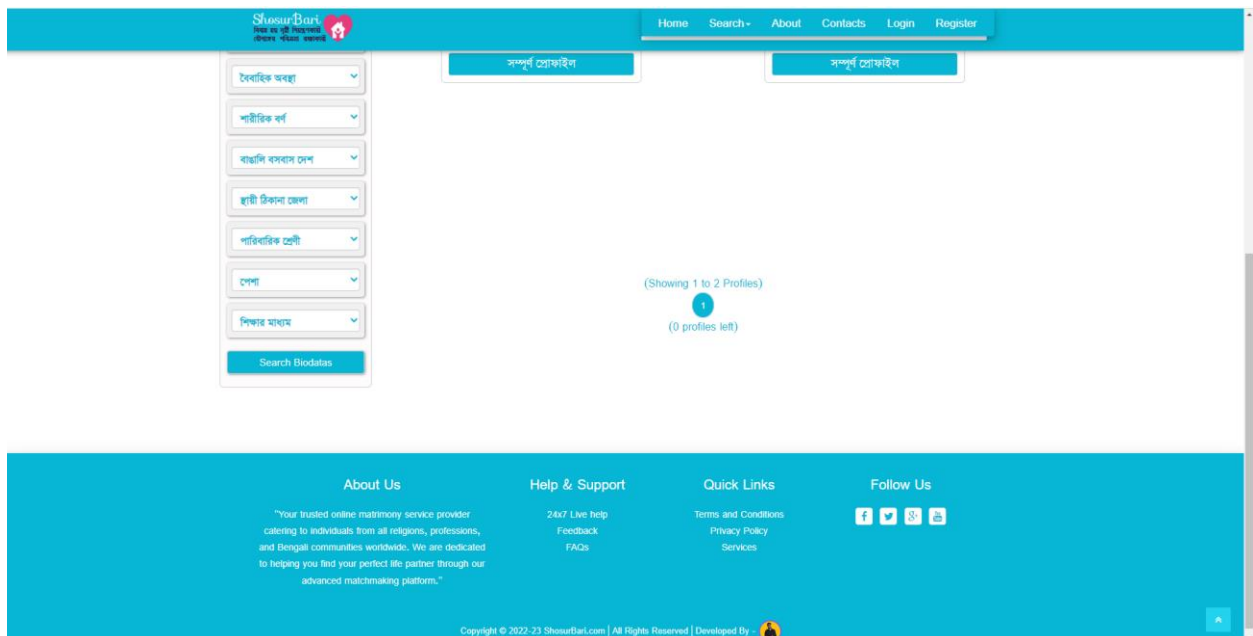 ShosurBari
Home Search About Contacts Login Register
বৈবাহিক অবস্থা
শারীরিক বর্ণ
বাঙালি বসবাস দেশ
স্থায়ী ঠিকানা জেলা
পারিবারিক শ্রেণী
পেশা
শিক্ষার মাধ্যম
Search Biodatas
সম্পূর্ণ প্রোফাইল
সম্পূর্ণ প্রোফাইল
(Showing 1 to 2 Profiles)
1
(0 profiles left)
About Us
"Your trusted online matrimony service provider
catering to individuals from all religions, professions,
and Bengali communities worldwide. We are dedicated
to helping you find your perfect life partner through our
advanced matchmaking platform."
Help & Support
24x7 Live help
Feedback
FAQs
Quick Links
Terms and Conditions
Privacy Policy
Services
Follow Us
Copyright © 2022-23 ShosurBari.com | All Rights Reserved | Developed By -